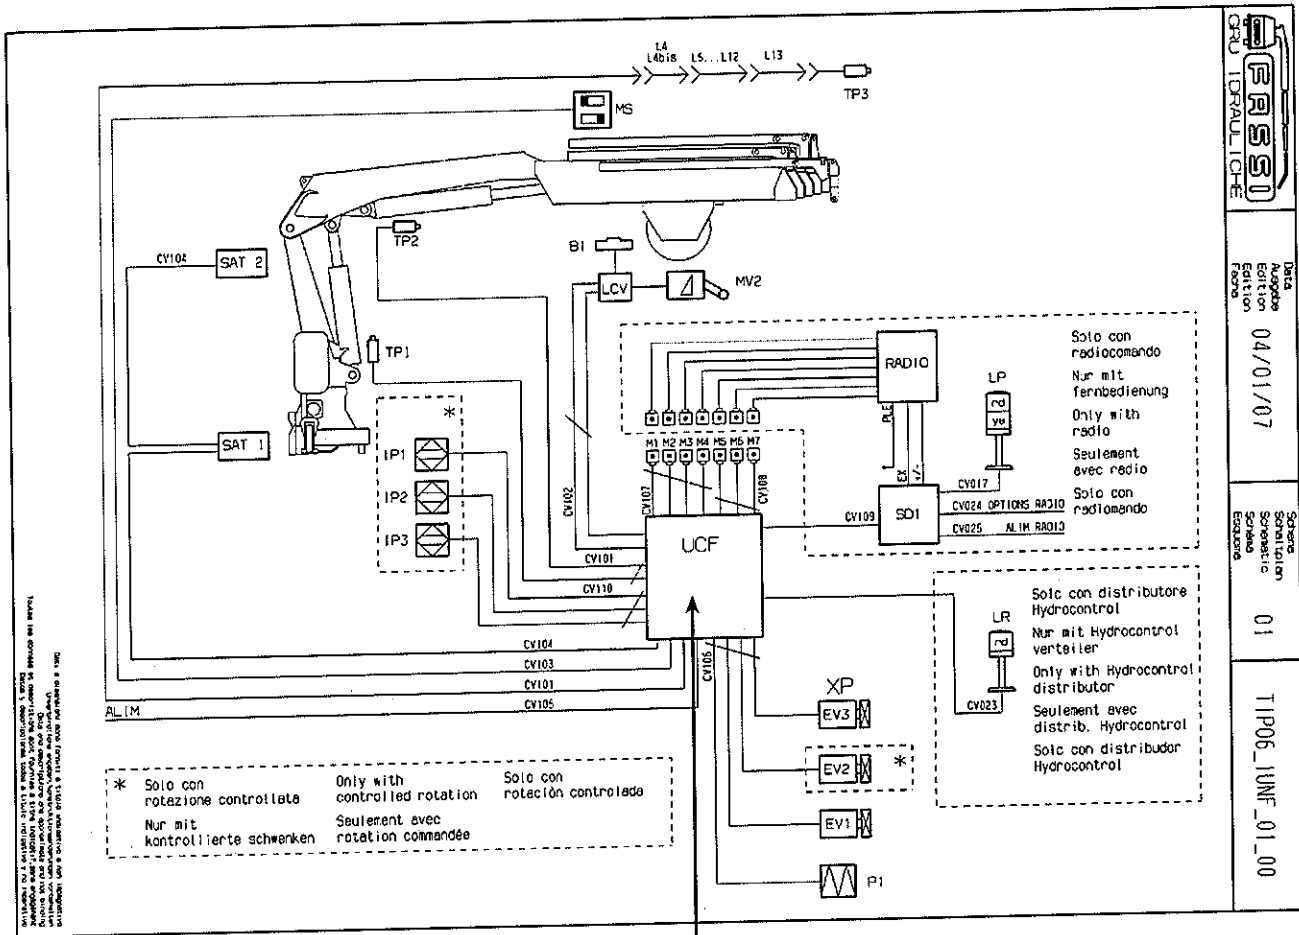 L4
L4bis
L5...L12
L13
TP3
MS
TP2
CV104
SAT 2
B1
LCV
MV2
TP1
SAT 1
*
IP1
IP2
IP3
CV202
RADIO
PLE
EX
+/-
M1 M2 M3 M4 M5 M6 M7
CV107
CV108
CV109
SD1
LP
rd
ye
CV017
CV024 OPTIONS RADIO
CV025 ALIM RADIO
Solo con
radiocomando
Nur mit
fernbedienung
Only with
radio
Seulement
avec radio
Solo con
radiomando
UCF
CV101
CV110
CV104
CV103
CV101
CV105
ALIM
CV106
XP
EV3
EV2
*
EV1
P1
LR
rd
CV023
Solo con distributore
Hydrocontrol
Nur mit Hydrocontrol
verteiler
Only with Hydrocontrol
distributor
Seulement avec
distrib. Hydrocontrol
Solo con distribudor
Hydrocontrol
* Solo con
rotazione controllata
Nur mit
kontrollierte schwenken
Only with
controlled rotation
Seulement avec
rotation commandée
Solo con
rotación controlada
FASSI
GRU IDRAULICHE
Data
Ausgabe
Edition
Edition
Fecha
04/01/07
Schema
Schaltplan
Schematic
Schéma
Esquema
01
TIP06_1UNF_01_00